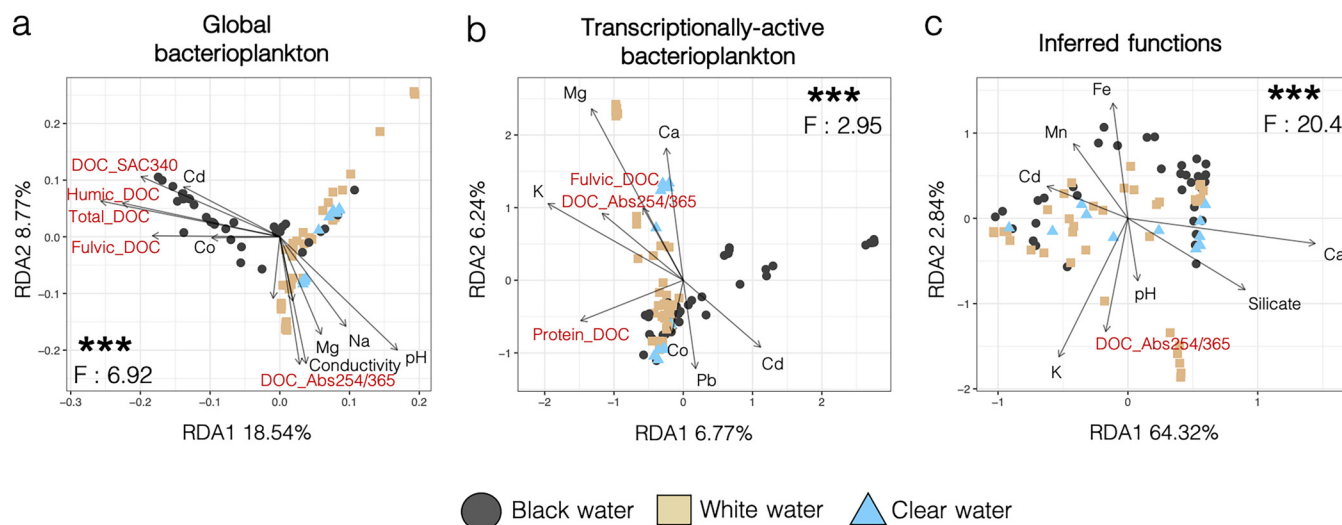 a
Global
bacterioplankton
RDA2 8.77%
0.2
0.1
0.0
-0.1
-0.2
-0.3
-0.2
-0.1
0.0
0.1
0.2
DOC_SAC340
Cd
Humic_DOC
Total_DOC
Fulvic_DOC
Co
Na
Mg
pH
Conductivity
DOC_Abs254/365
***
F : 6.92
RDA1 18.54%
b
Transcriptionally-active
bacterioplankton
RDA2 6.24%
2
1
0
-1
-2
-1
0
1
2
Mg
***
F : 2.95
Ca
Fulvic_DOC
K
DOC_Abs254/365
Protein_DOC
Co
Cd
Pb
RDA1 6.77%
c
Inferred functions
RDA2 2.84%
1
0
-1
-2
-1
0
1
Fe
***
F : 20.4
Mn
Cd
Ca
pH
Silicate
DOC_Abs254/365
K
RDA1 64.32%
Black water
White water
Clear water